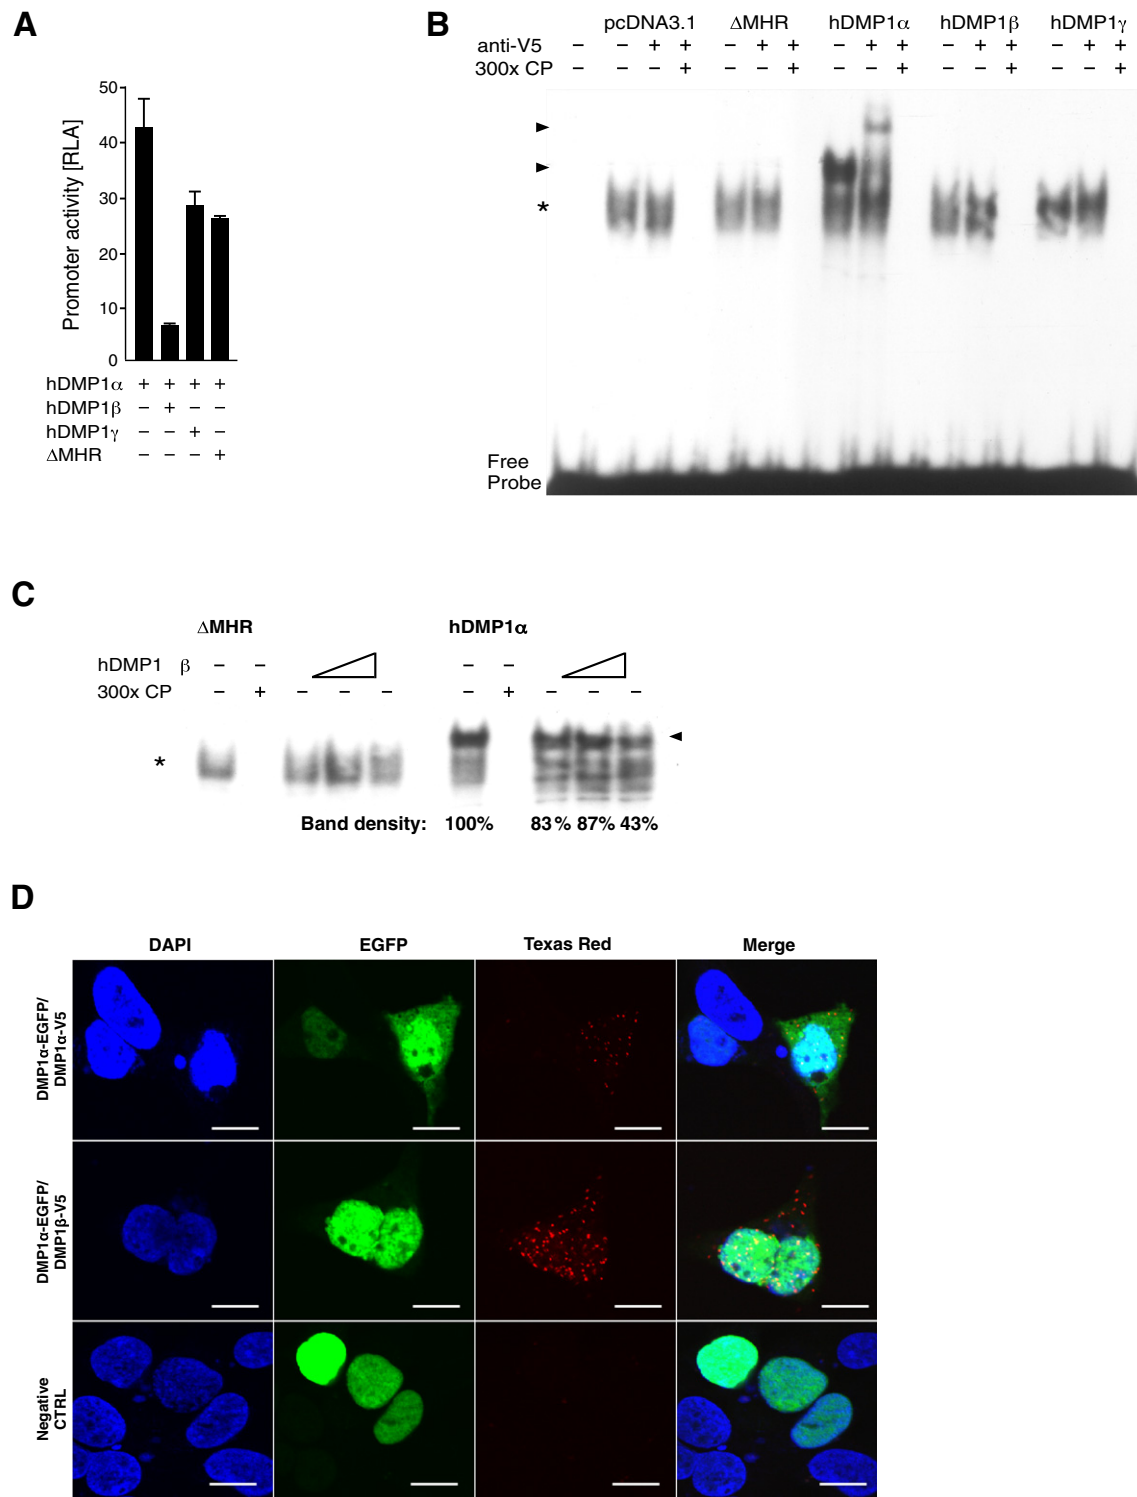 A
Promoter activity [RLA]
50
40
30
20
10
0
hDMP1α + + + +
hDMP1β − + − −
hDMP1γ − − + −
ΔMHR − − − +
B
pcDNA3.1 ΔMHR hDMP1α hDMP1β hDMP1γ
anti-V5 − − + + − + + − + + − + + − + +
300x CP − − − + − − + − − + − − + − − +
*
Free
Probe
C
ΔMHR hDMP1α
hDMP1 β − − − −
300x CP − + − − − − + − − −
*
Band density: 100% 83% 87% 43%
D
DAPI EGFP Texas Red Merge
DMP1α-EGFP/
DMP1α-V5
DMP1α-EGFP/
DMP1β-V5
Negative
CTRL